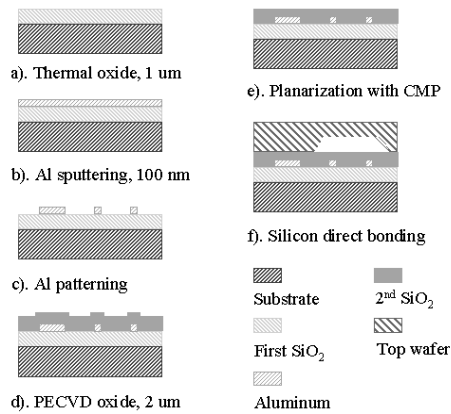 a). Thermal oxide, 1 um
b). Al sputtering, 100 nm
c). Al patterning
d). PECVD oxide, 2 um
e). Planarization with CMP
f). Silicon direct bonding
Substrate
2nd SiO2
First SiO2
Top wafer
Aluminum